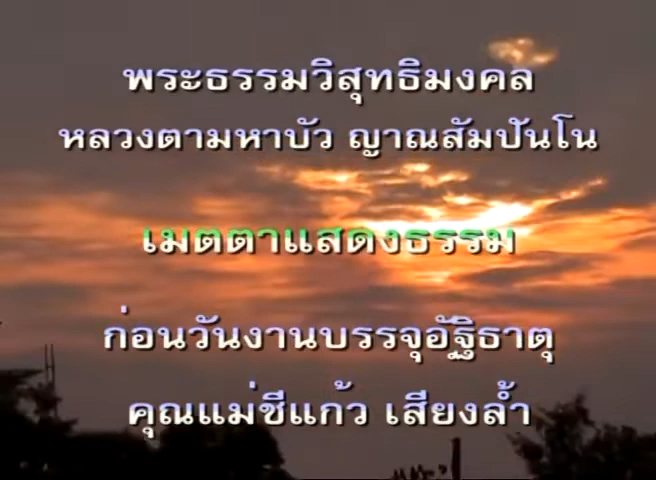 พระธรรมวิสุทธิมงคล
หลวงตามหาบัว ญาณสัมปันโน
เมตตาแสดงธรรม
ก่อนวันงานบรรจุอัฐิธาตุ
คุณแม่ชีแก้ว เสียงล้ำ